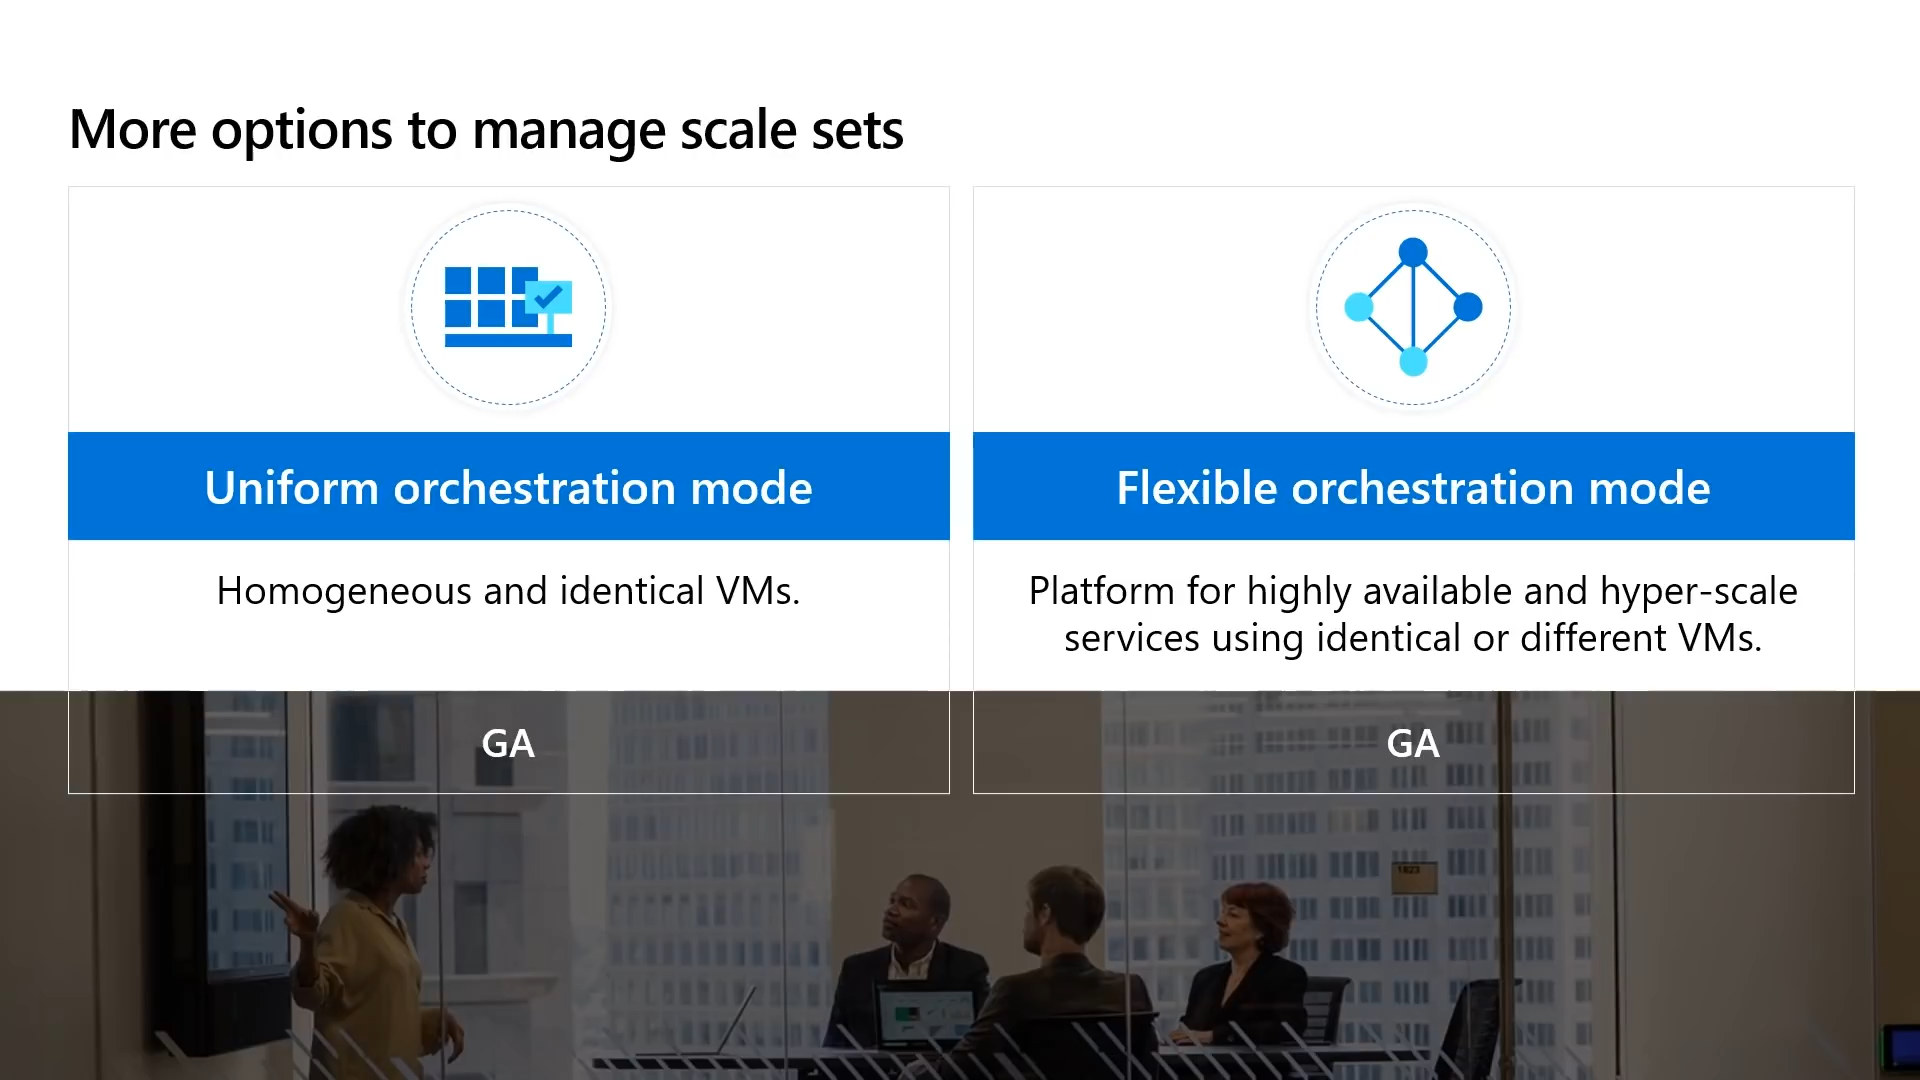 More options to manage scale sets
Uniform orchestration mode
Homogeneous and identical VMs.
GA
Flexible orchestration mode
Platform for highly available and hyper-scale
services using identical or different VMs.
GA
1823